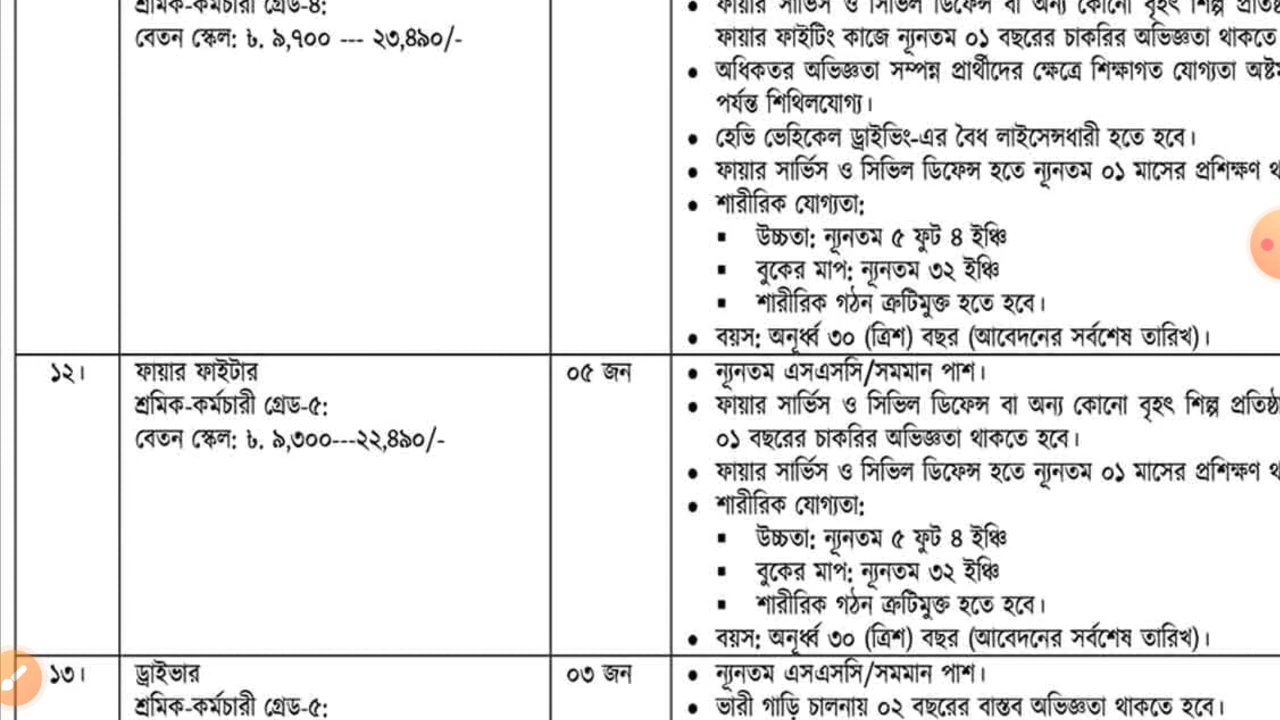 শ্রমিক-কর্মচারী গ্রেড-৪:
বেতন স্কেল: ৳. ৯,৭০০ --- ২৩,৪৯০/-
• ফায়ার সার্ভিস ও সিভিল ডিফেন্স বা অন্য কোনো বৃহৎ শিল্প
ফায়ার ফাইটিং কাজে ন্যূনতম ০১ বছরের চাকরির অভিজ্ঞতা থাকতে
• অধিকতর অভিজ্ঞতা সম্পন্ন প্রার্থীদের ক্ষেত্রে শিক্ষাগত যোগ্যতা
পর্যন্ত শিথিলযোগ্য।
• হেভি ভেহিকেল ড্রাইভিং-এর বৈধ লাইসেন্সধারী হতে হবে।
• ফায়ার সার্ভিস ও সিভিল ডিফেন্স হতে ন্যূনতম ০১ মাসের প্রশিক্ষণ
• শারীরিক যোগ্যতা:
▪ উচ্চতা: ন্যূনতম ৫ ফুট ৪ ইঞ্চি
▪ বুকের মাপ: ন্যূনতম ৩২ ইঞ্চি
▪ শারীরিক গঠন ত্রুটিমুক্ত হতে হবে।
• বয়স: অনূর্ধ্ব ৩০ (ত্রিশ) বছর (আবেদনের সর্বশেষ তারিখ)।
১২।
ফায়ার ফাইটার
শ্রমিক-কর্মচারী গ্রেড-৫:
বেতন স্কেল: ৳. ৯,৩০০---২২,৪৯০/-
০৫ জন
• ন্যূনতম এসএসসি/সমমান পাশ।
• ফায়ার সার্ভিস ও সিভিল ডিফেন্স বা অন্য কোনো বৃহৎ শিল্প
০১ বছরের চাকরির অভিজ্ঞতা থাকতে হবে।
• ফায়ার সার্ভিস ও সিভিল ডিফেন্স হতে ন্যূনতম ০১ মাসের প্রশিক্ষণ
• শারীরিক যোগ্যতা:
▪ উচ্চতা: ন্যূনতম ৫ ফুট ৪ ইঞ্চি
▪ বুকের মাপ: ন্যূনতম ৩২ ইঞ্চি
▪ শারীরিক গঠন ত্রুটিমুক্ত হতে হবে।
• বয়স: অনূর্ধ্ব ৩০ (ত্রিশ) বছর (আবেদনের সর্বশেষ তারিখ)।
১৩।
ড্রাইভার
শ্রমিক-কর্মচারী গ্রেড-৫:
০৩ জন
• ন্যূনতম এসএসসি/সমমান পাশ।
• ভারী গাড়ি চালনায় ০২ বছরের বাস্তব অভিজ্ঞতা থাকতে হবে।